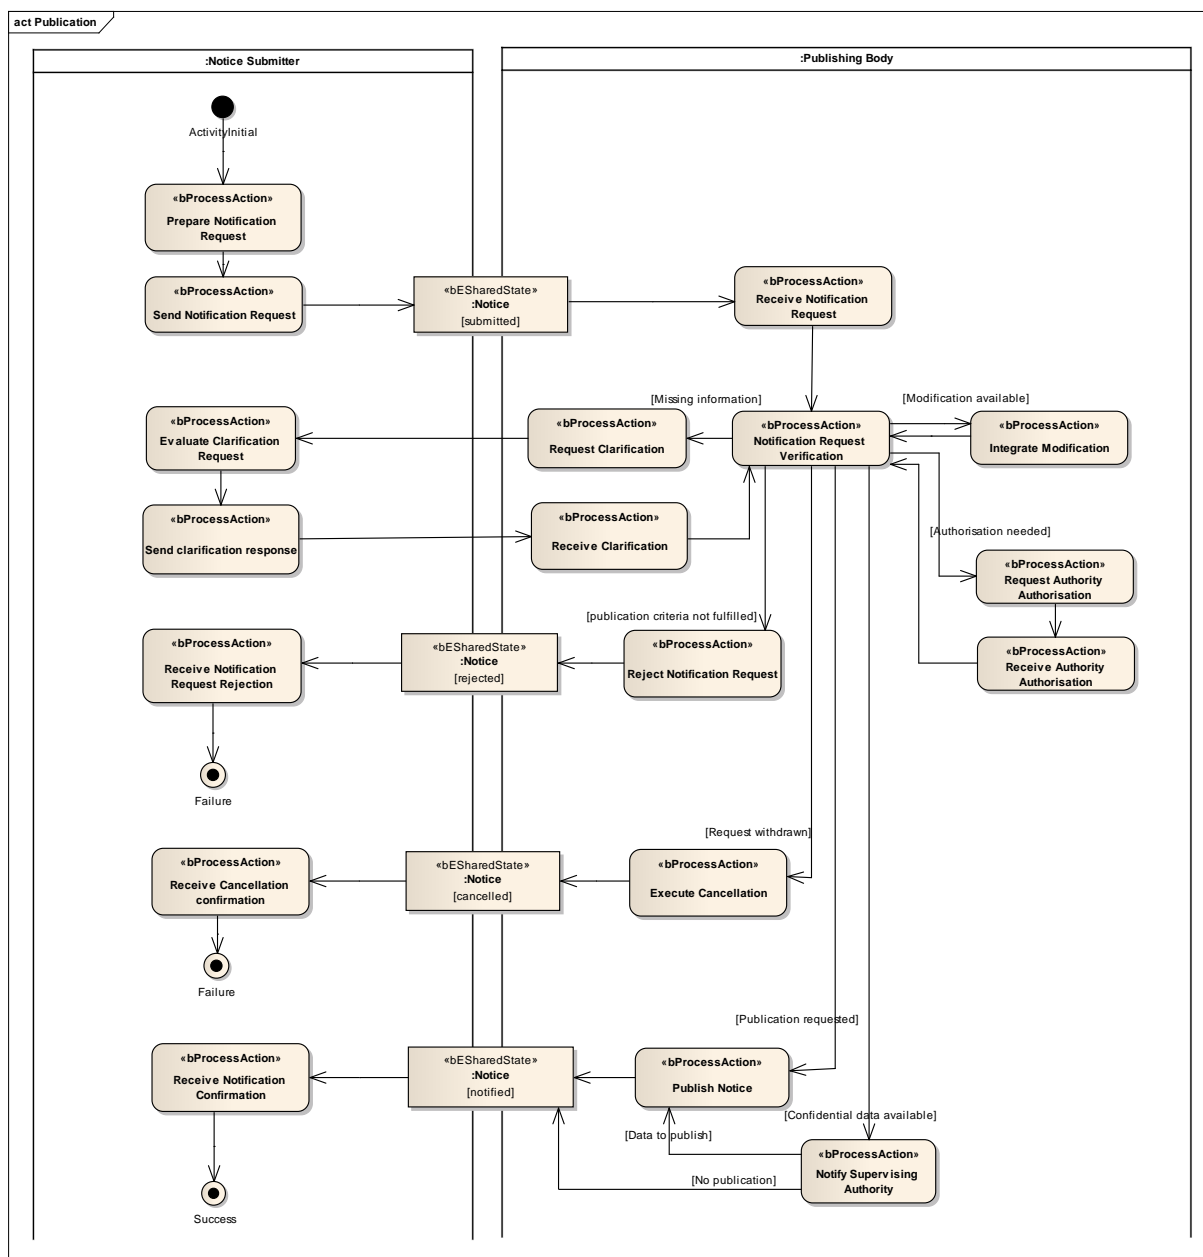 act Publication
:Notice Submitter
:Publishing Body
ActivityInitial
«bProcessAction»
Prepare Notification
Request
«bProcessAction»
Send Notification Request
«bESharedState»
:Notice
[submitted]
«bProcessAction»
Receive Notification
Request
[Missing information]
[Modification available]
«bProcessAction»
Evaluate Clarification
Request
«bProcessAction»
Request Clarification
«bProcessAction»
Notification Request
Verification
«bProcessAction»
Integrate Modification
«bProcessAction»
Send clarification response
«bProcessAction»
Receive Clarification
[Authorisation needed]
«bProcessAction»
Request Authority
Authorisation
[publication criteria not fulfilled]
«bProcessAction»
Receive Notification
Request Rejection
«bESharedState»
:Notice
[rejected]
«bProcessAction»
Reject Notification Request
«bProcessAction»
Receive Authority
Authorisation
Failure
[Request withdrawn]
«bProcessAction»
Receive Cancellation
confirmation
«bESharedState»
:Notice
[cancelled]
«bProcessAction»
Execute Cancellation
Failure
[Publication requested]
«bProcessAction»
Receive Notification
Confirmation
«bESharedState»
:Notice
[notified]
«bProcessAction»
Publish Notice
[Confidential data available]
[Data to publish]
«bProcessAction»
Notify Supervising
Authority
[No publication]
Success